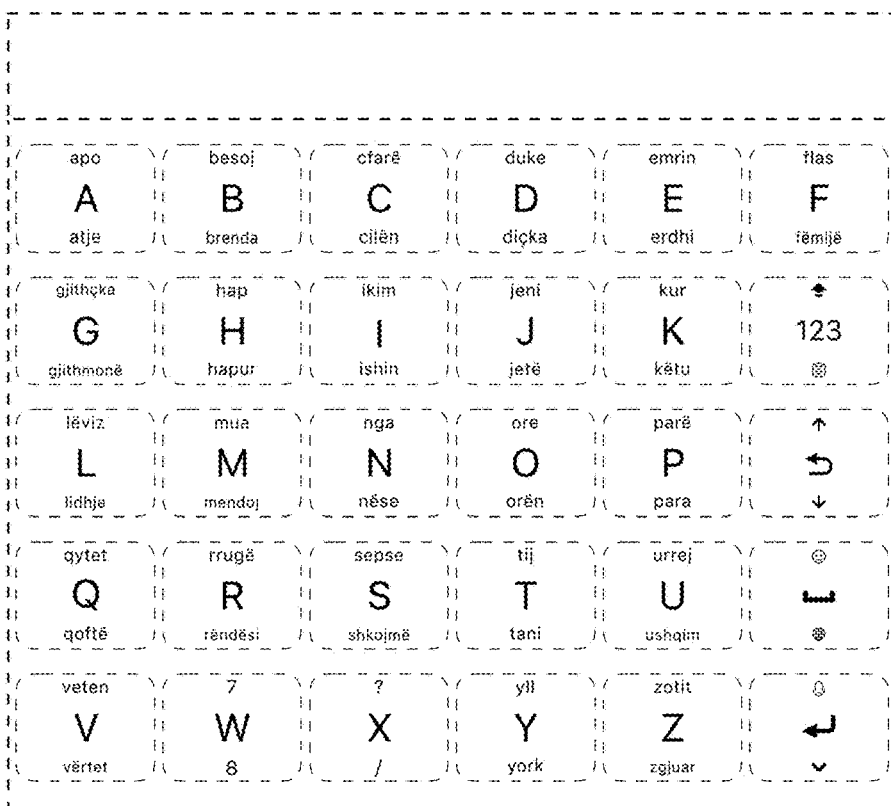 apo besoj cfarë duke emrin flas
A B C D E F
atje brenda cilën diçka erdhi fëmijë
gjithçka hap ikim jeni kur
G H I J K 123
gjithmonë hapur ishin jetë këtu
lëviz mua nga ore parë
L M N O P
lidhje mendoj nëse orën para
qytet rrugë sepse tij urrej
Q R S T U
qoftë rëndësi shkojmë tani ushqim
veten 7 ? yll zotit
V W X Y Z
vërtet 8 / york zgjuar